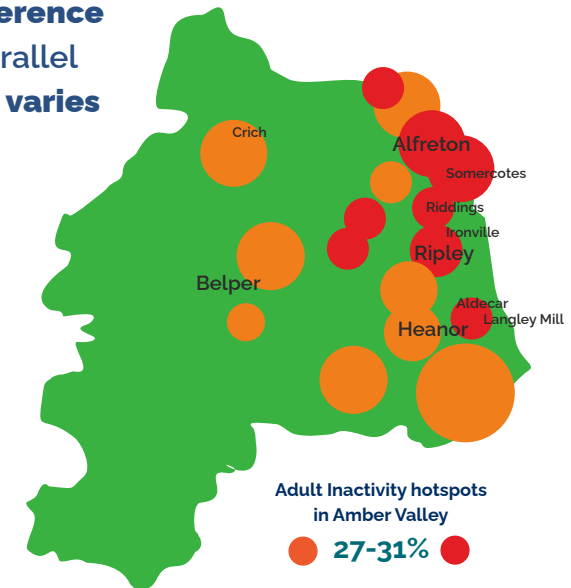 erence
rallel
varies
Crich
Alfreton
Somercotes
Riddings
Ironville
Ripley
Belper
Aldecar
Langley Mill
Heanor
Adult Inactivity hotspots
in Amber Valley
27-31%